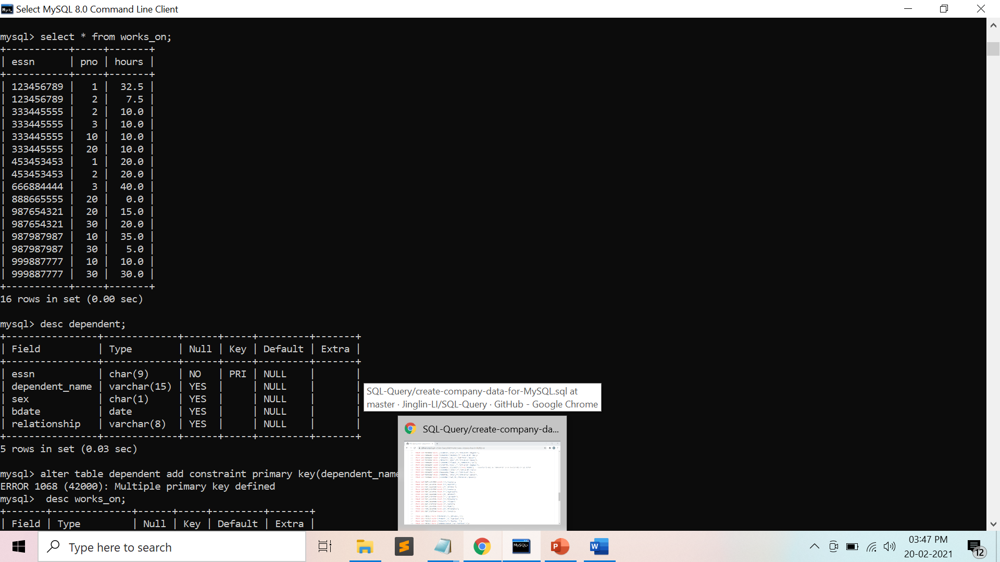 Select MySQL 8.0 Command Line Client
mysql> select * from works_on;
+-----------+-----+-------+
| essn      | pno | hours |
+-----------+-----+-------+
| 123456789 |   1 |  32.5 |
| 123456789 |   2 |   7.5 |
| 333445555 |   2 |  10.0 |
| 333445555 |   3 |  10.0 |
| 333445555 |  10 |  10.0 |
| 333445555 |  20 |  10.0 |
| 453453453 |   1 |  20.0 |
| 453453453 |   2 |  20.0 |
| 666884444 |   3 |  40.0 |
| 888665555 |  20 |   0.0 |
| 987654321 |  20 |  15.0 |
| 987654321 |  30 |  20.0 |
| 987987987 |  10 |  35.0 |
| 987987987 |  30 |   5.0 |
| 999887777 |  10 |  10.0 |
| 999887777 |  30 |  30.0 |
+-----------+-----+-------+
16 rows in set (0.00 sec)
mysql> desc dependent;
+----------------+-------------+------+-----+---------+-------+
| Field          | Type        | Null | Key | Default | Extra |
+----------------+-------------+------+-----+---------+-------+
| essn           | char(9)     | NO   | PRI | NULL    |       |
| dependent_name | varchar(15) | YES  |     | NULL    |       |
| sex            | char(1)     | YES  |     | NULL    |       |
| bdate          | date        | YES  |     | NULL    |       |
| relationship   | varchar(8)  | YES  |     | NULL    |       |
+----------------+-------------+------+-----+---------+-------+
5 rows in set (0.03 sec)
mysql> alter table dependent add constraint primary key(dependent_name
ERROR 1068 (42000): Multiple primary key defined
mysql>  desc works_on;
+-------+--------------+------+-----+---------+-------+
| Field | Type         | Null | Key | Default | Extra |
SQL-Query/create-company-data-for-MySQL.sql at
master · Jinglin-LI/SQL-Query · GitHub - Google Chrome
SQL-Query/create-company-da...
Type here to search
MySQL>
P
W
03:47 PM
20-02-2021
12